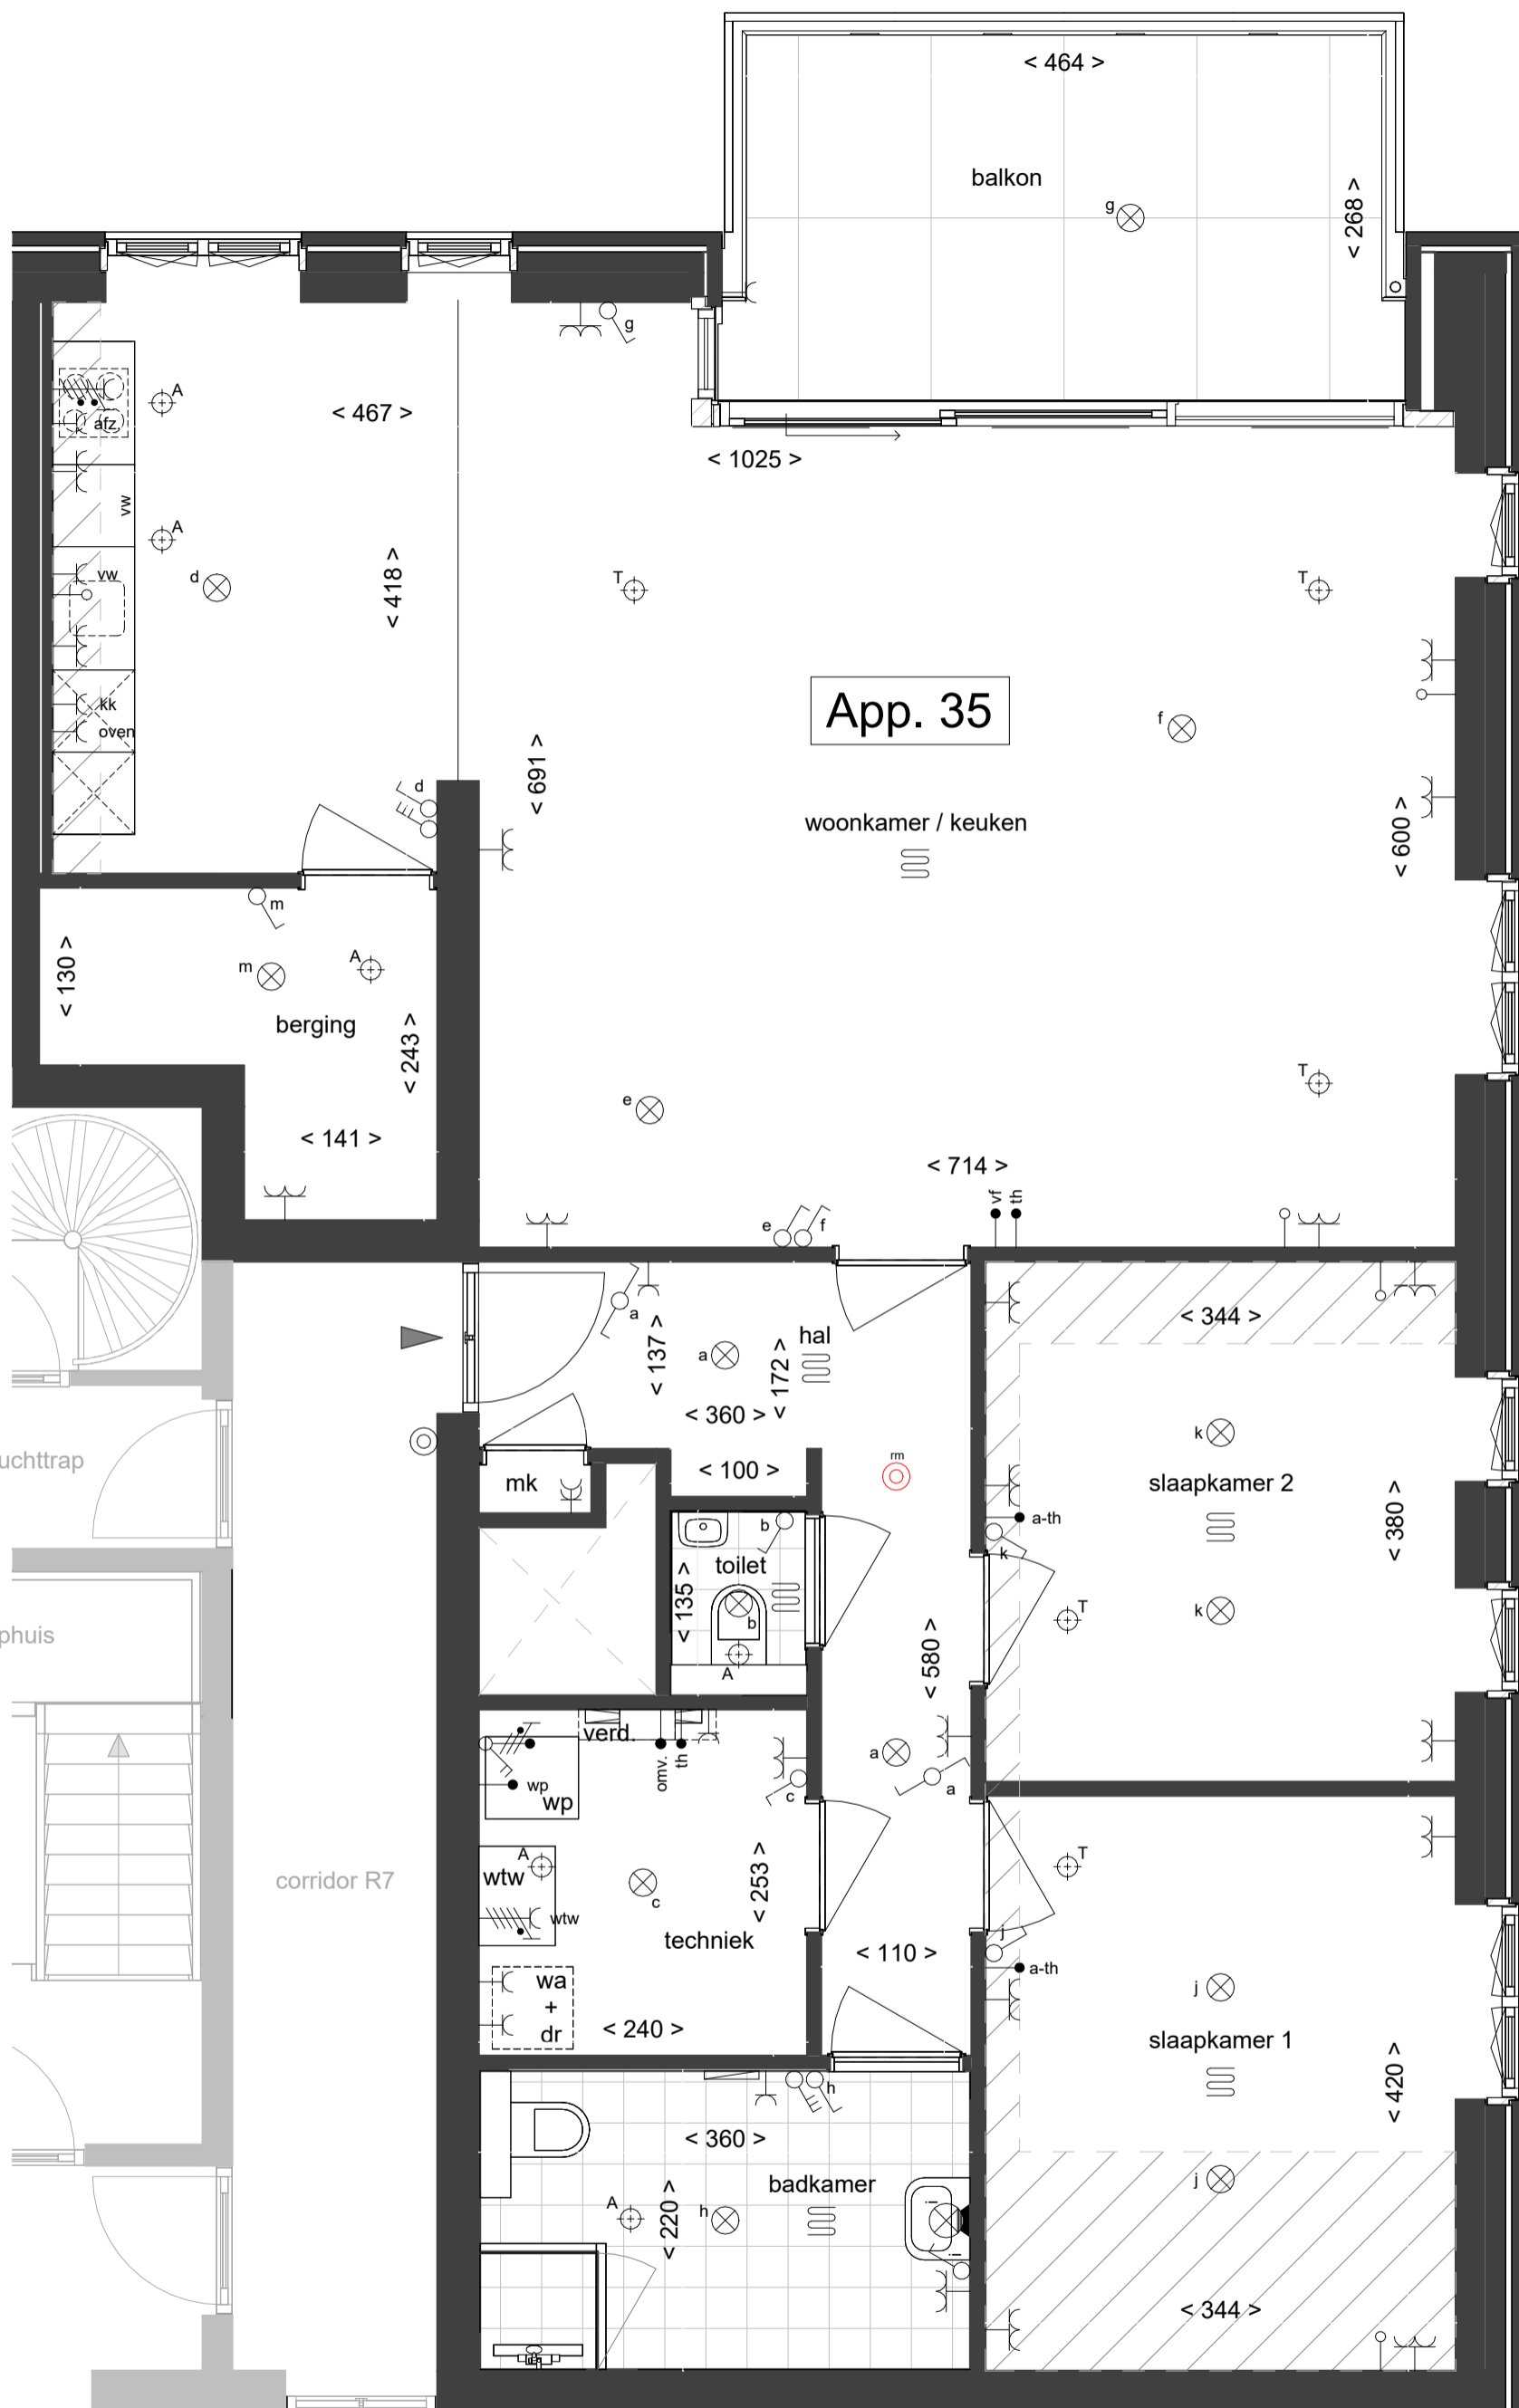 < 464 >
balkon
g
< 268 >
g
A
afz.
< 467 >
< 1025 >
vw
A
vw
d
< 418 >
T
T
kk
oven
App. 35
f
d
< 691 >
woonkamer / keuken
< 600 >
m
m
A
< 130 >
berging
< 243 >
T
e
< 141 >
< 714 >
vf
th
e
f
a
hal
< 344 >
< 137 >
a
< 172 >
< 360 >
k
uchttrap
mk
< 100 >
rm
slaapkamer 2
a-th
b
k
< 380 >
toilet
< 135 >
b
T
k
phuis
< 580 >
A
verd.
omv.
th
a
wp
wp
c
a
A
wtw
T
corridor R7
c
< 253 >
wtw
techniek
j
< 110 >
a-th
wa
+
dr
j
< 240 >
slaapkamer 1
< 420 >
h
< 360 >
badkamer
j
A
< 220 >
h
i
i
< 344 >